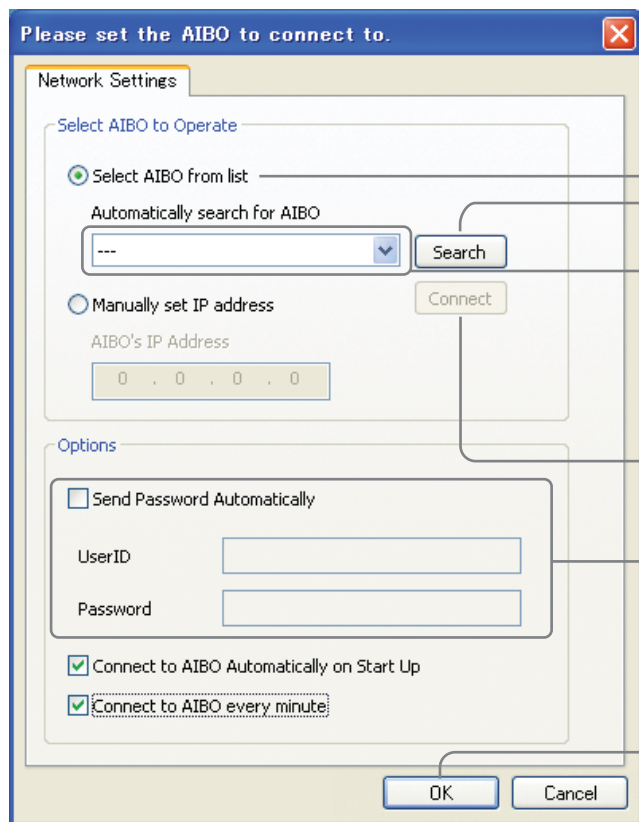 Please set the AIBO to connect to.
Network Settings
Select AIBO to Operate
Select AIBO from list
Automatically search for AIBO
---
Search
Manually set IP address
Connect
AIBO's IP Address
0 . 0 . 0 . 0
Options
Send Password Automatically
UserID
Password
Connect to AIBO Automatically on Start Up
Connect to AIBO every minute
OK
Cancel